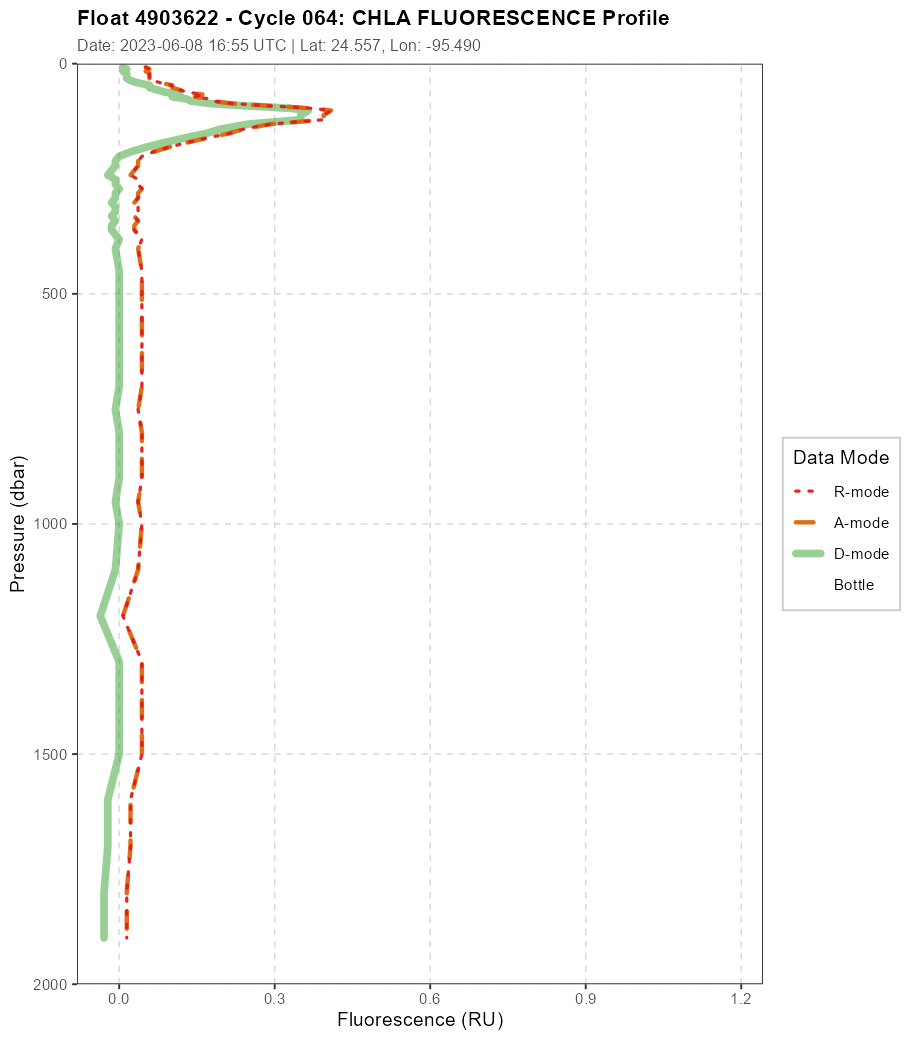 Float 4903622 - Cycle 064: CHLA FLUORESCENCE Profile
Date: 2023-06-08 16:55 UTC | Lat: 24.557, Lon: -95.490
0
500
1000
1500
2000
Pressure (dbar)
0.0
0.3
0.6
0.9
1.2
Fluorescence (RU)
Data Mode
R-mode
A-mode
D-mode
Bottle